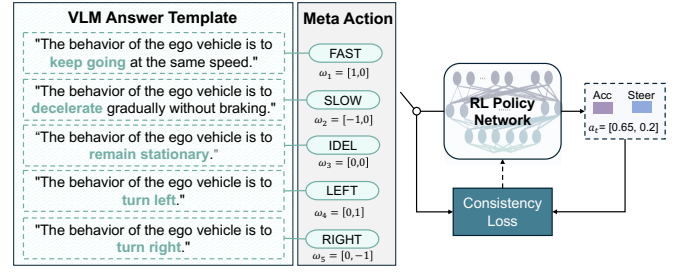 VLM Answer Template
Meta Action
"The behavior of the ego vehicle is to
keep going at the same speed."
FAST
ω₁ = [1,0]
"The behavior of the ego vehicle is to
decelerate gradually without braking."
SLOW
ω₂ = [−1,0]
"The behavior of the ego vehicle is to
remain stationary."
IDEL
ω₃ = [0,0]
"The behavior of the ego vehicle is to
turn left."
LEFT
ω₄ = [0,1]
"The behavior of the ego vehicle is to
turn right."
RIGHT
ω₅ = [0,−1]
...
...
RL Policy
Network
Acc Steer
aₜ= [0.65, 0.2]
Consistency
Loss